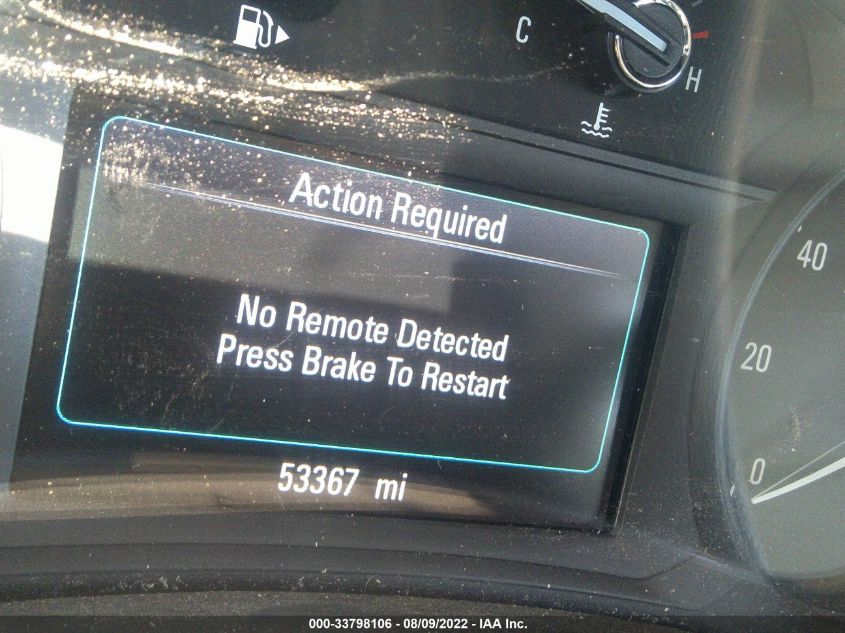 C
H
Action Required
No Remote Detected
Press Brake To Restart
53367 mi
40
20
0
000-33798106 - 08/09/2022 - IAA Inc.